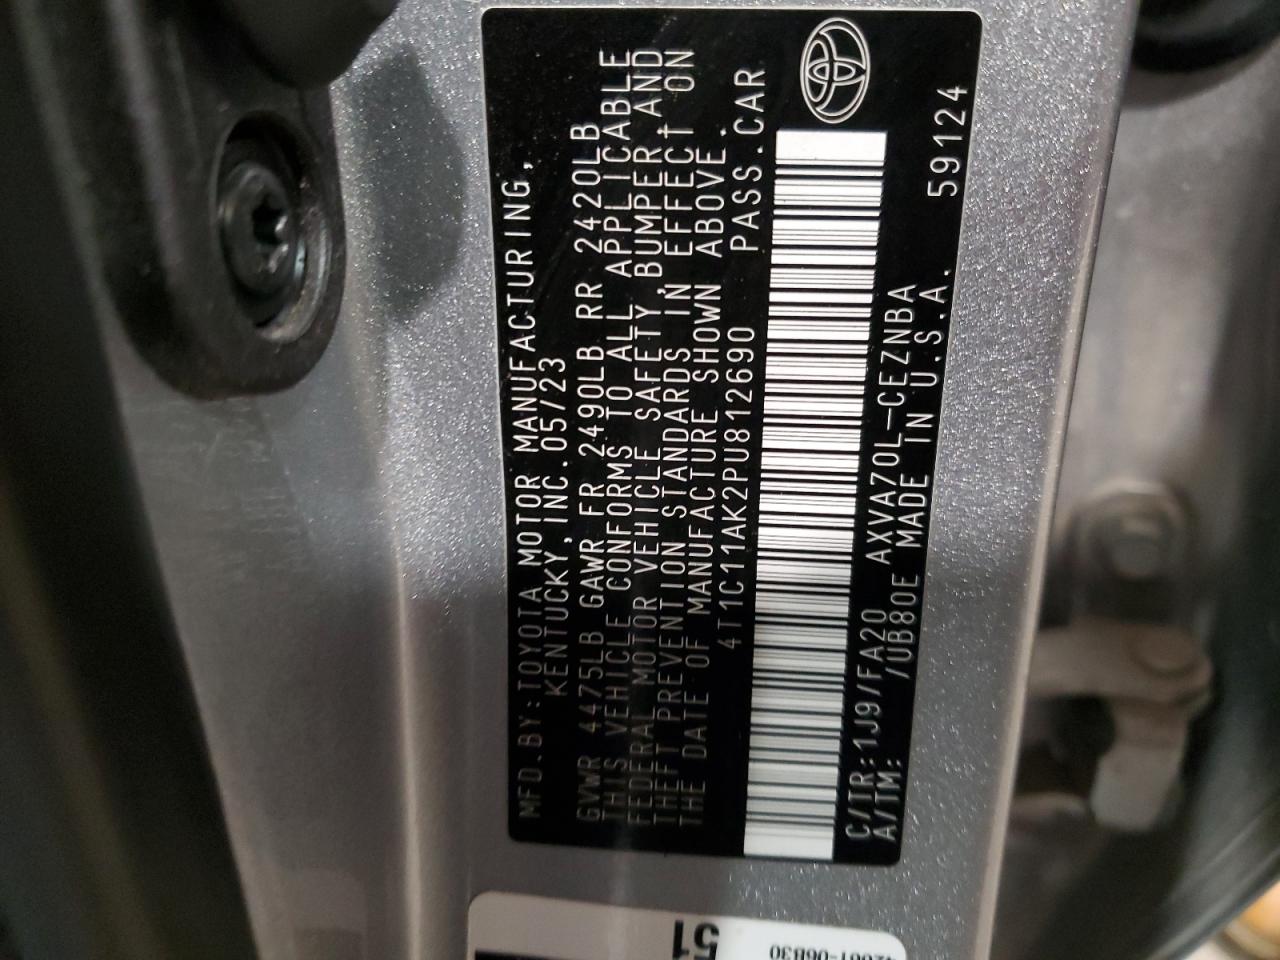 MFD.BY:TOYOTA MOTOR MANUFACTURING,
KENTUCKY,INC.05/23
GVWR 4475LB GAWR FR 2490LB RR 2420LB
THIS VEHICLE CONFORMS TO ALL APPLICABLE
FEDERAL MOTOR VEHICLE SAFETY,BUMPER,AND
THEFT PREVENTION STANDARDS IN EFFECT ON
THE DATE OF MANUFACTURE SHOWN ABOVE.
4T1C11AK2PU812690 PASS.CAR
C/TR:1J9/FA20 AXVA70L-CEZNBA 59124
A/TM: /UB80E MADE IN U.S.A.
51